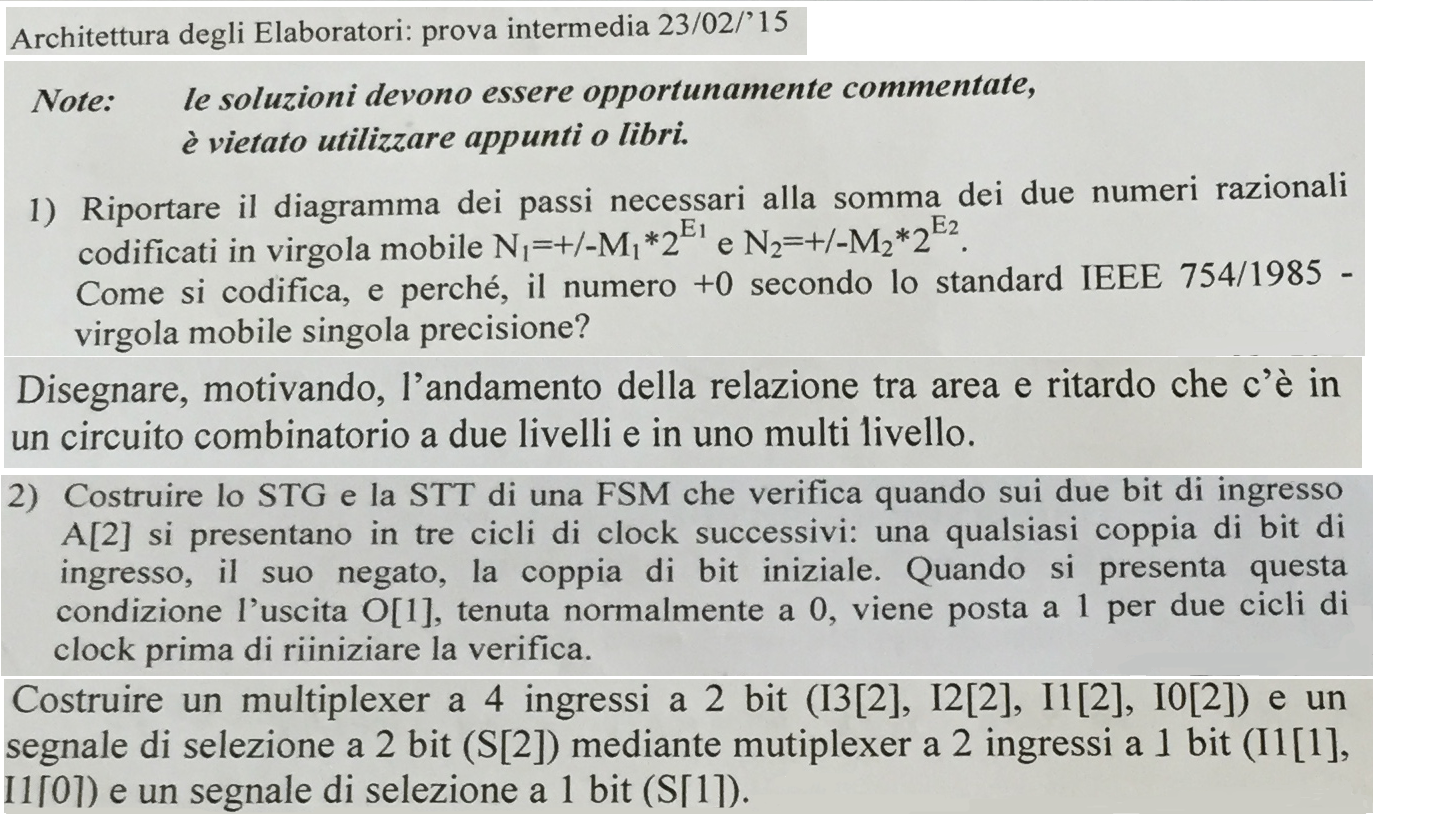 Architettura degli Elaboratori: prova intermedia 23/02/'15
Note: le soluzioni devono essere opportunamente commentate,
è vietato utilizzare appunti o libri.
1) Riportare il diagramma dei passi necessari alla somma dei due numeri razionali
codificati in virgola mobile N₁=+/-M₁*2^E1 e N₂=+/-M₂*2^E2.
Come si codifica, e perché, il numero +0 secondo lo standard IEEE 754/1985 -
virgola mobile singola precisione?
Disegnare, motivando, l'andamento della relazione tra area e ritardo che c'è in
un circuito combinatorio a due livelli e in uno multi livello.
2) Costruire lo STG e la STT di una FSM che verifica quando sui due bit di ingresso
A[2] si presentano in tre cicli di clock successivi: una qualsiasi coppia di bit di
ingresso, il suo negato, la coppia di bit iniziale. Quando si presenta questa
condizione l'uscita O[1], tenuta normalmente a 0, viene posta a 1 per due cicli di
clock prima di riiniziare la verifica.
Costruire un multiplexer a 4 ingressi a 2 bit (I3[2], I2[2], I1[2], I0[2]) e un
segnale di selezione a 2 bit (S[2]) mediante mutiplexer a 2 ingressi a 1 bit (I1[1],
I1[0]) e un segnale di selezione a 1 bit (S[1]).